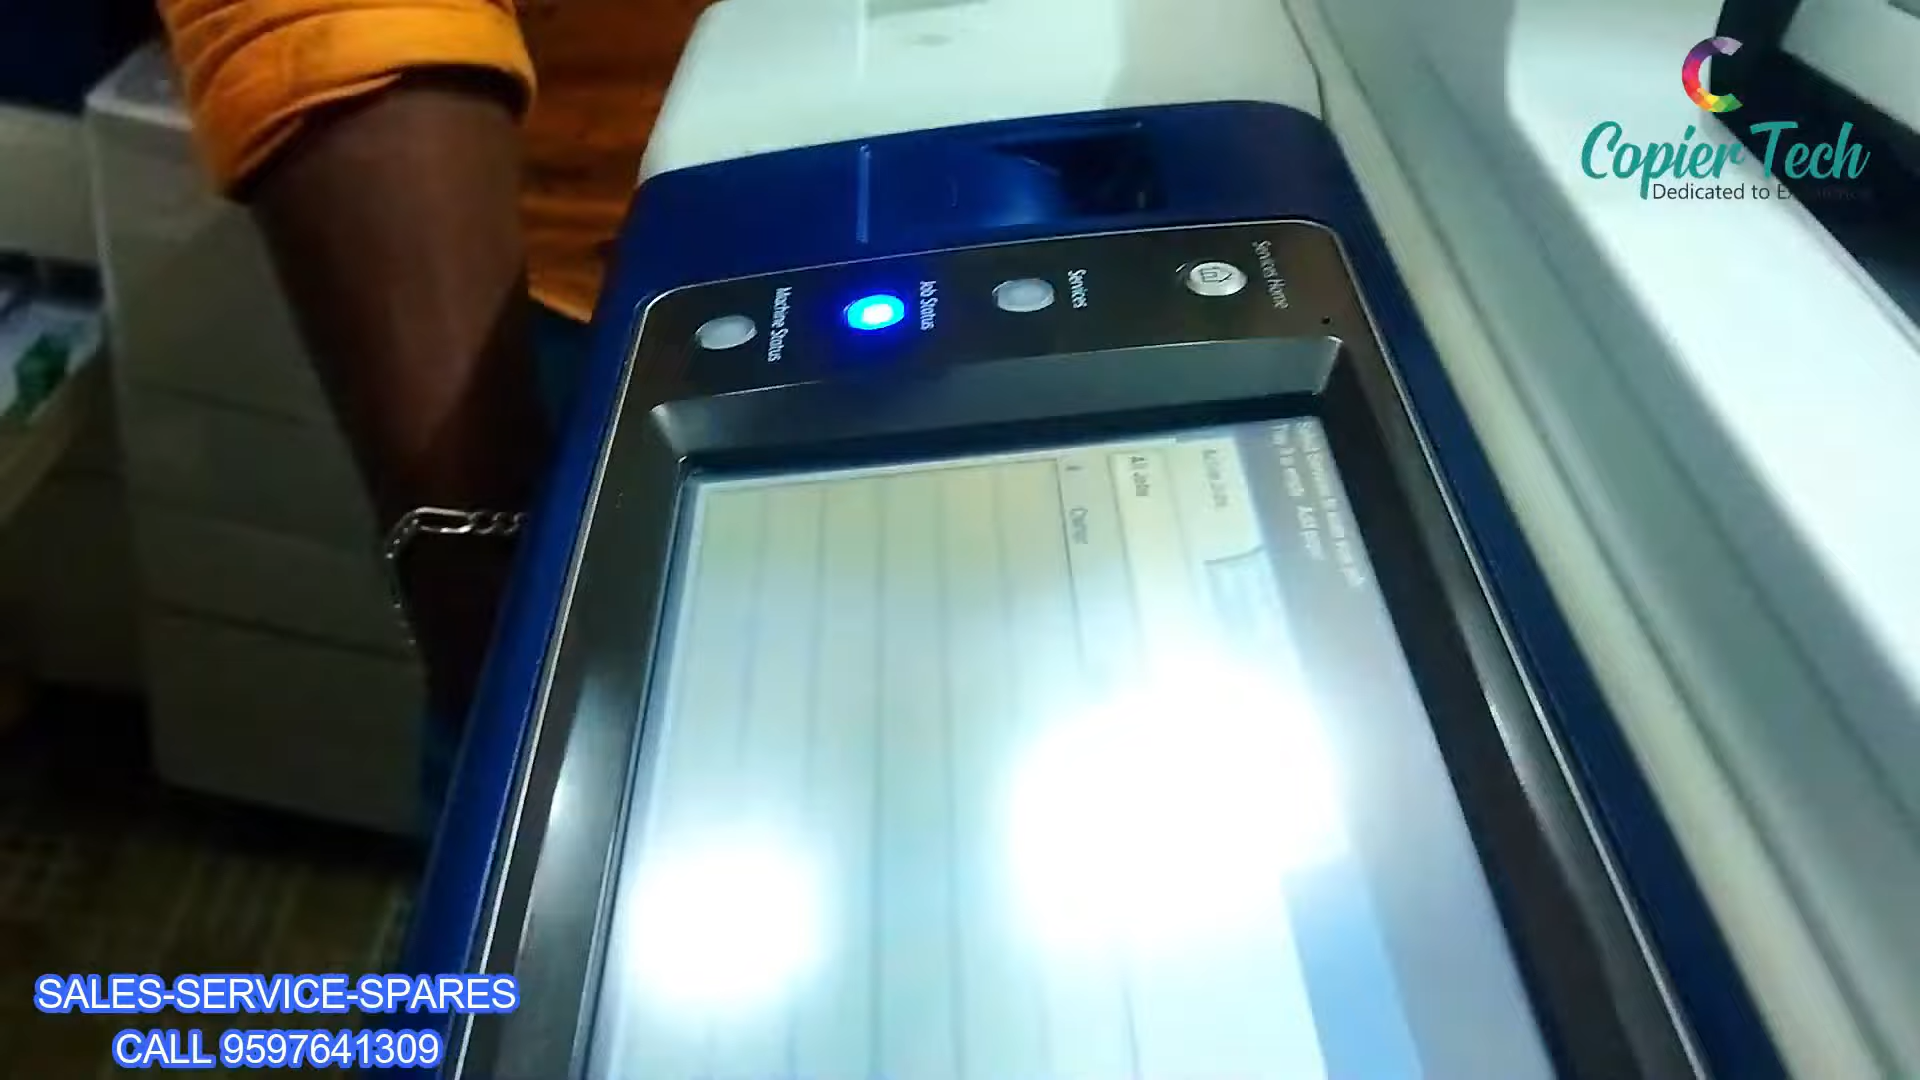 Copier Tech
Dedicated to Excellence
Services Home
Services
Job Status
Machine Status
Active Jobs
All Jobs
Owner
SALES-SERVICE-SPARES
CALL 9597641309